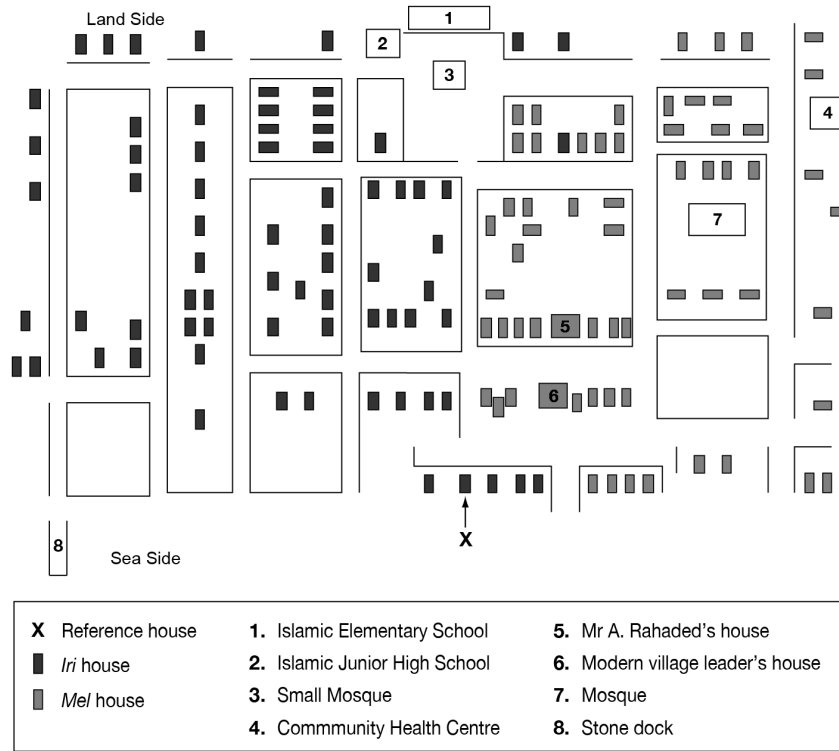 Land Side
1
2
3
4
7
5
6
X
8
Sea Side
X Reference house
Iri house
Mel house
1. Islamic Elementary School
2. Islamic Junior High School
3. Small Mosque
4. Commmunity Health Centre
5. Mr A. Rahaded's house
6. Modern village leader's house
7. Mosque
8. Stone dock